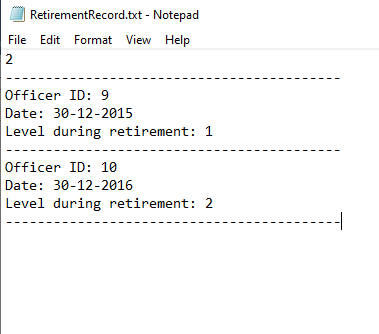 RetirementRecord.txt - Notepad
File Edit Format View Help
2
------------------------------------------
Officer ID: 9
Date: 30-12-2015
Level during retirement: 1
------------------------------------------
Officer ID: 10
Date: 30-12-2016
Level during retirement: 2
------------------------------------------